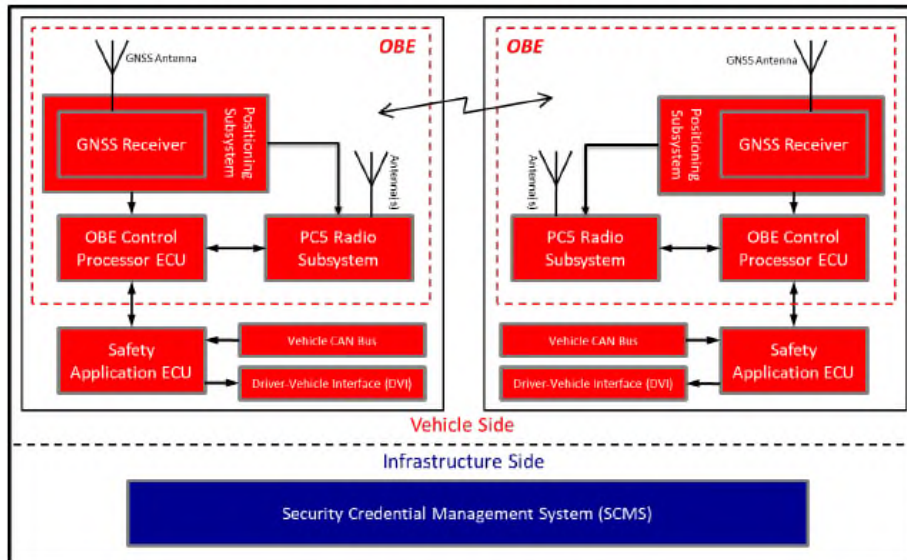 OBE
GNSS Antenna
Positioning
Subsystem
GNSS Receiver
Antenna(s)
OBE Control
Processor ECU
PC5 Radio
Subsystem
Safety
Application ECU
Vehicle CAN Bus
Driver-Vehicle Interface (DVI)
OBE
GNSS Antenna
Positioning
Subsystem
GNSS Receiver
Antenna(s)
PC5 Radio
Subsystem
OBE Control
Processor ECU
Vehicle CAN Bus
Driver-Vehicle Interface (DVI)
Safety
Application ECU
Vehicle Side
Infrastructure Side
Security Credential Management System (SCMS)